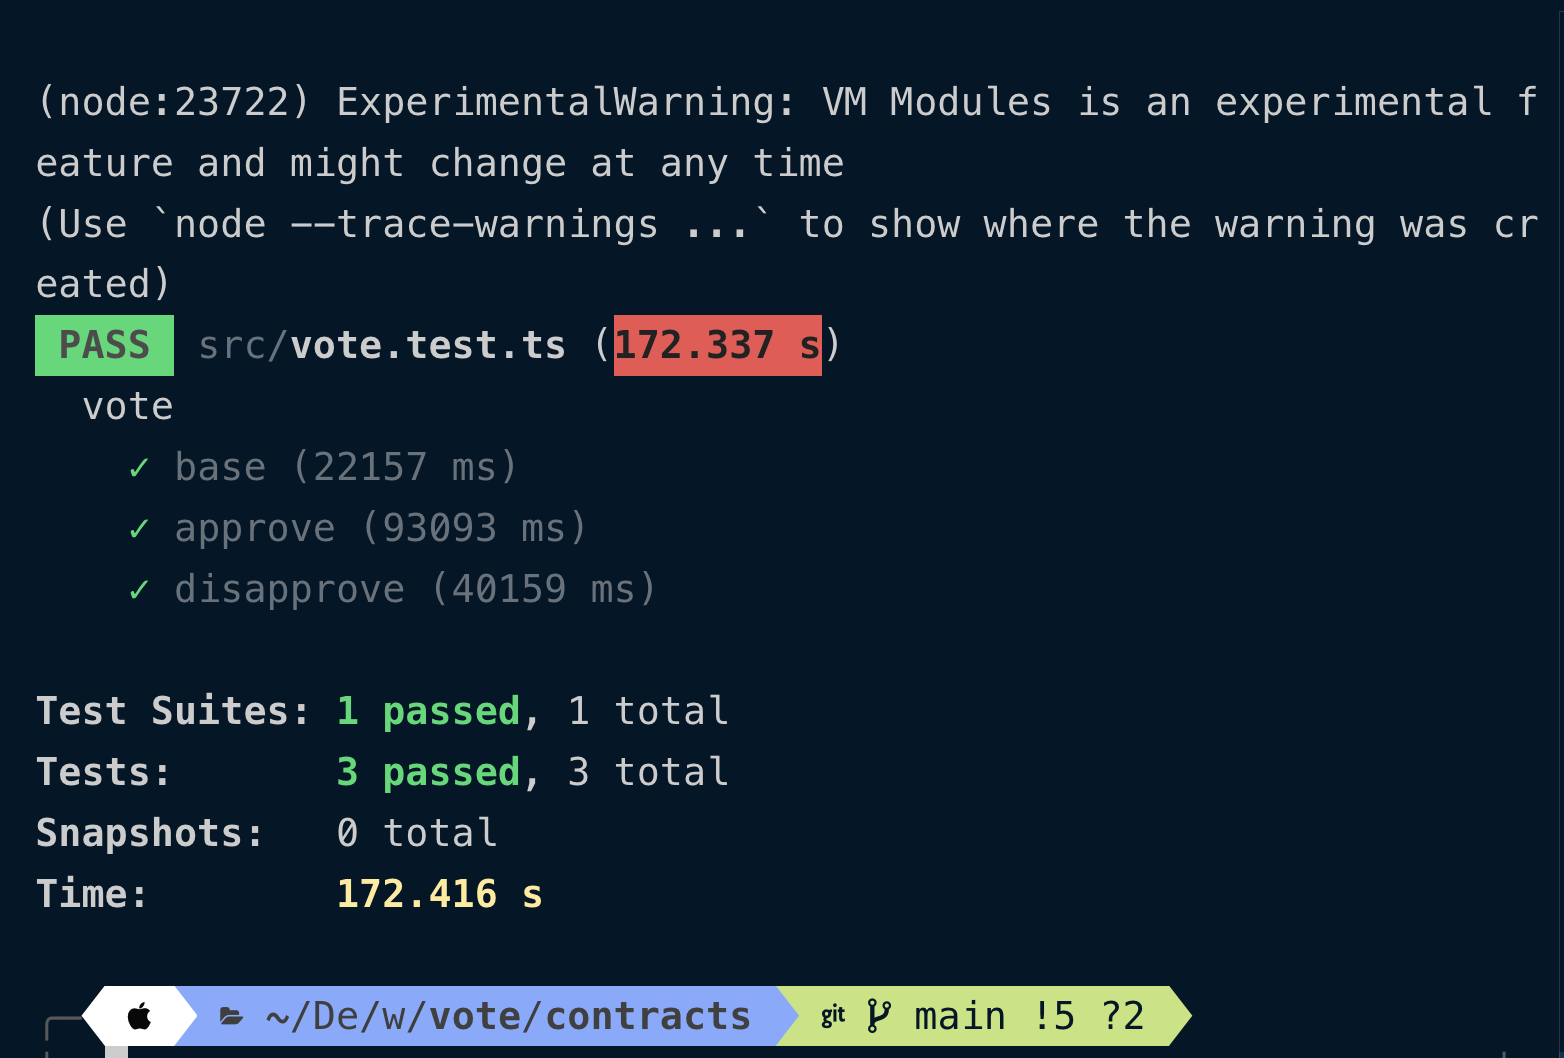 (node:23722) ExperimentalWarning: VM Modules is an experimental f
eature and might change at any time
(Use `node --trace-warnings ...` to show where the warning was cr
eated)
PASS src/vote.test.ts (172.337 s)
vote
✓ base (22157 ms)
✓ approve (93093 ms)
✓ disapprove (40159 ms)
Test Suites: 1 passed, 1 total
Tests: 3 passed, 3 total
Snapshots: 0 total
Time: 172.416 s
~/De/w/vote/contracts git main !5 ?2